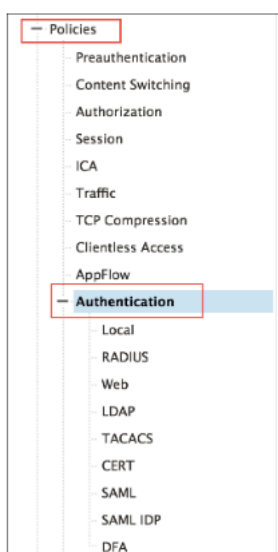 Policies
Preauthentication
Content Switching
Authorization
Session
ICA
Traffic
TCP Compression
Clientless Access
AppFlow
Authentication
Local
RADIUS
Web
LDAP
TACACS
CERT
SAML
SAML IDP
DFA